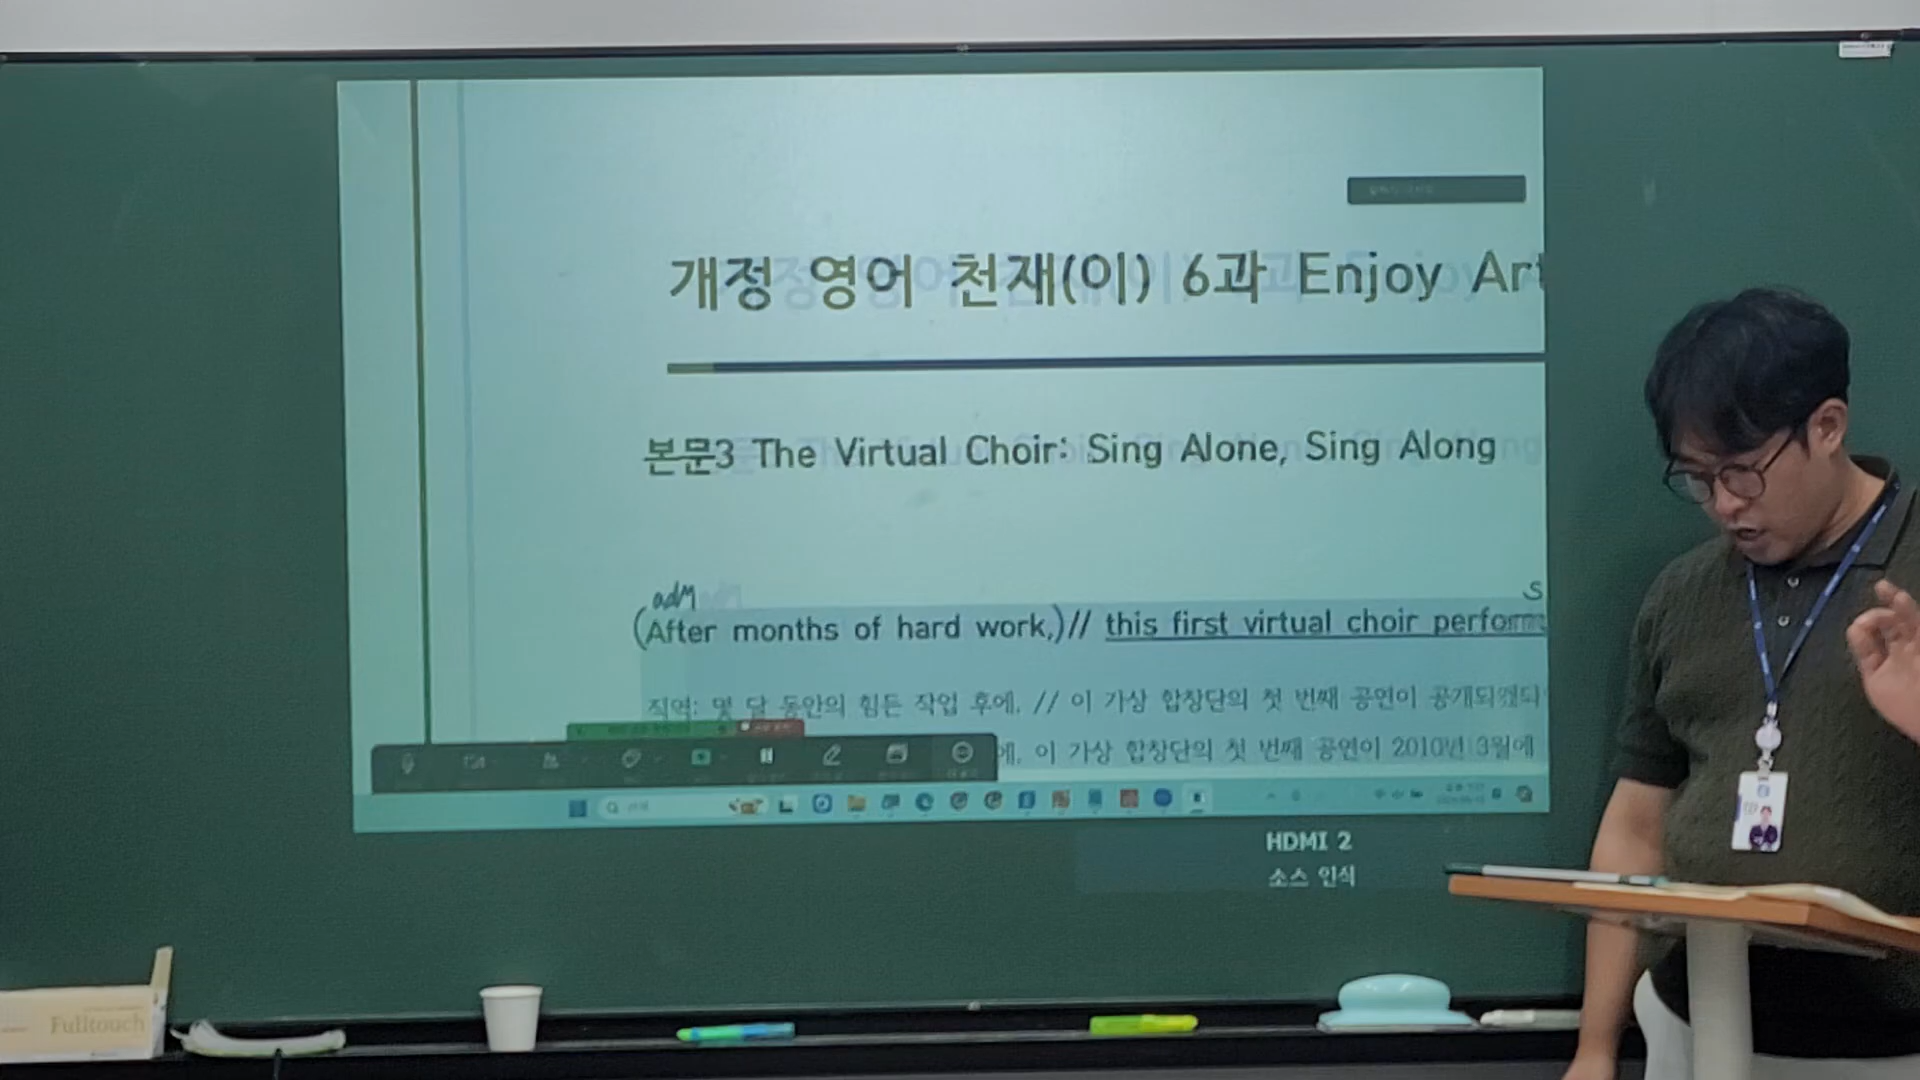 개정 영어 천재(이) 6과 Enjoy Art
본문3 The Virtual Choir: Sing Alone, Sing Along
adM
S
(After months of hard work,)// this first virtual choir perform
직역: 몇 달 동안의 힘든 작업 후에, // 이 가상 합창단의 첫 번째 공연이 공개되었다
에, 이 가상 합창단의 첫 번째 공연이 2010년 3월에
HDMI 2
소스 인식
Fulltouch